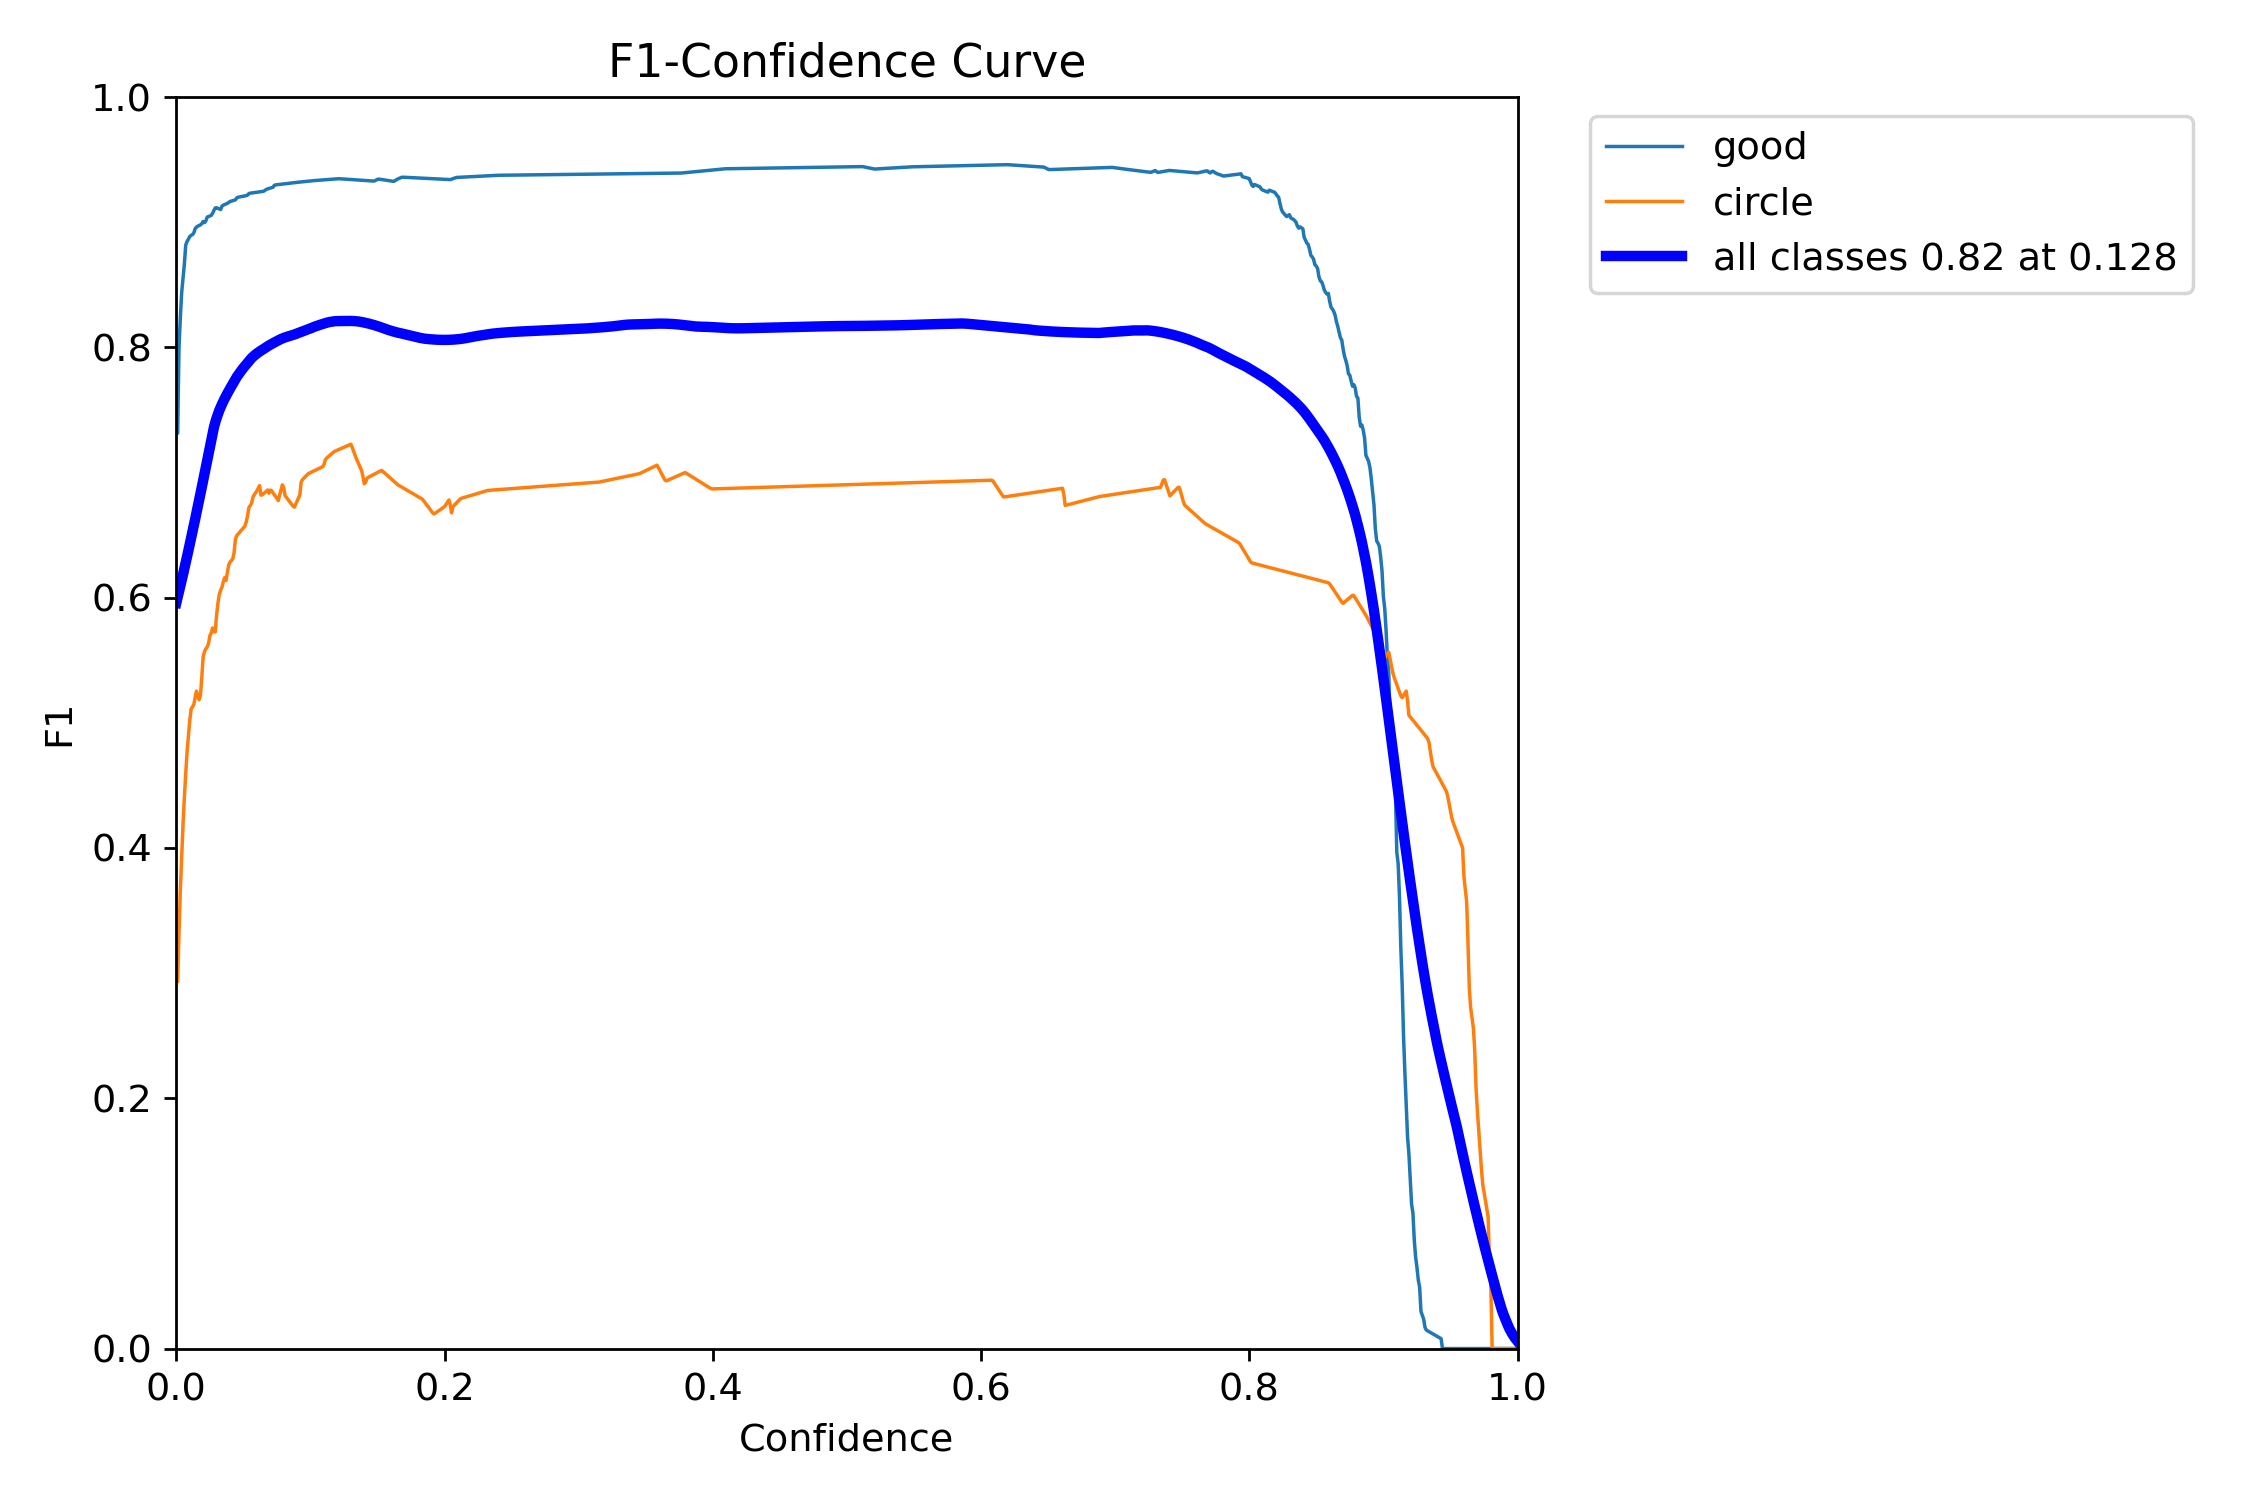 F1-Confidence Curve
good
circle
all classes 0.82 at 0.128
1.0
0.8
0.6
0.4
0.2
0.0
F1
0.0 0.2 0.4 0.6 0.8 1.0
Confidence